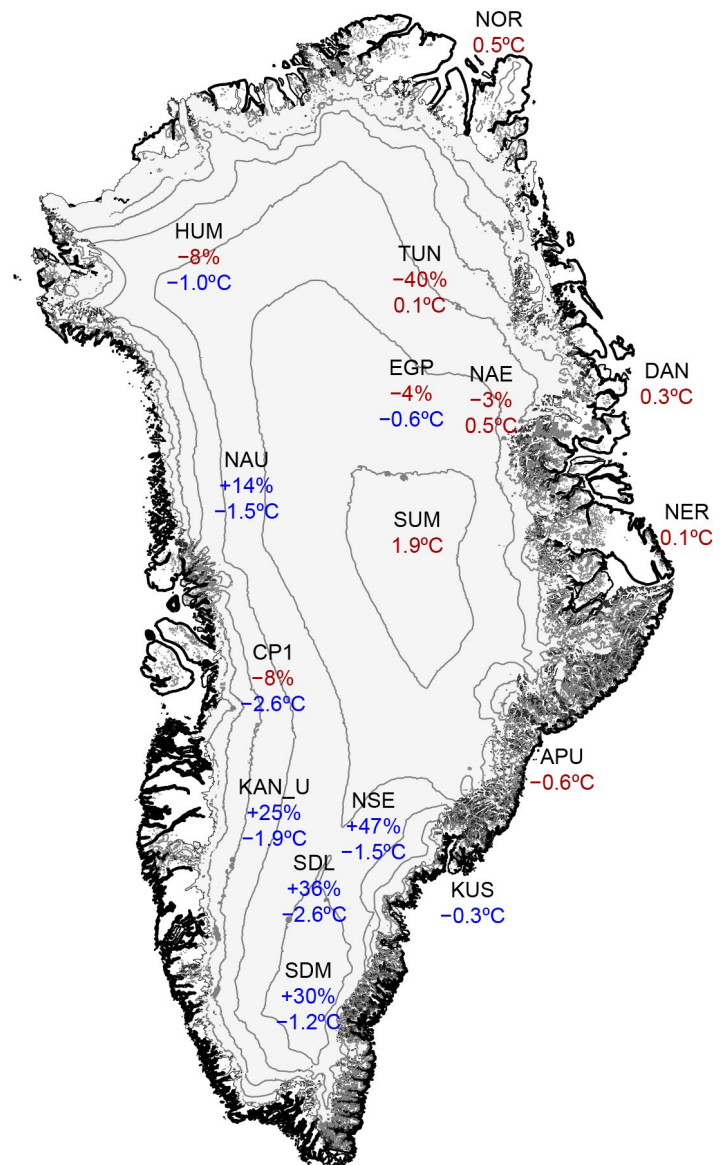 NOR
0.5ºC
HUM
−8%
−1.0ºC
TUN
−40%
0.1ºC
EGP
−4%
−0.6ºC
NAE
−3%
0.5ºC
DAN
0.3ºC
NAU
+14%
−1.5ºC
SUM
1.9ºC
NER
0.1ºC
CP1
−8%
−2.6ºC
APU
−0.6ºC
KAN_U
+25%
−1.9ºC
NSE
+47%
−1.5ºC
SDL
+36%
−2.6ºC
KUS
−0.3ºC
SDM
+30%
−1.2ºC